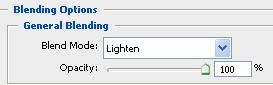 Blending Options
General Blending
Blend Mode: Lighten
Opacity: 100 %